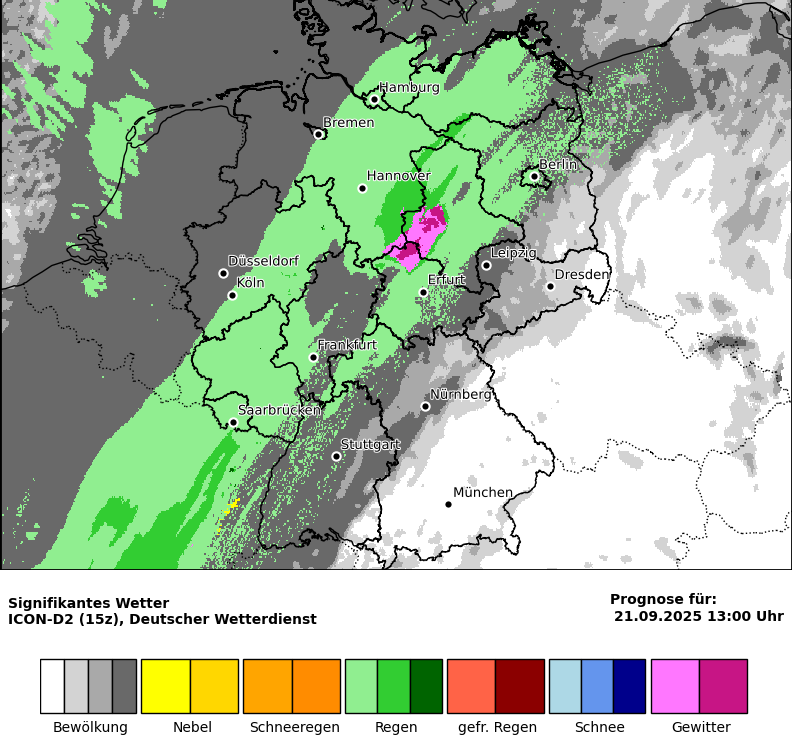 Hamburg
Bremen
Hannover
Berlin
Düsseldorf
Köln
Leipzig
Dresden
Erfurt
Frankfurt
Nürnberg
Saarbrücken
Stuttgart
München
Signifikantes Wetter
ICON-D2 (15z), Deutscher Wetterdienst
Prognose für:
21.09.2025 13:00 Uhr
Bewölkung
Nebel
Schneeregen
Regen
gefr. Regen
Schnee
Gewitter